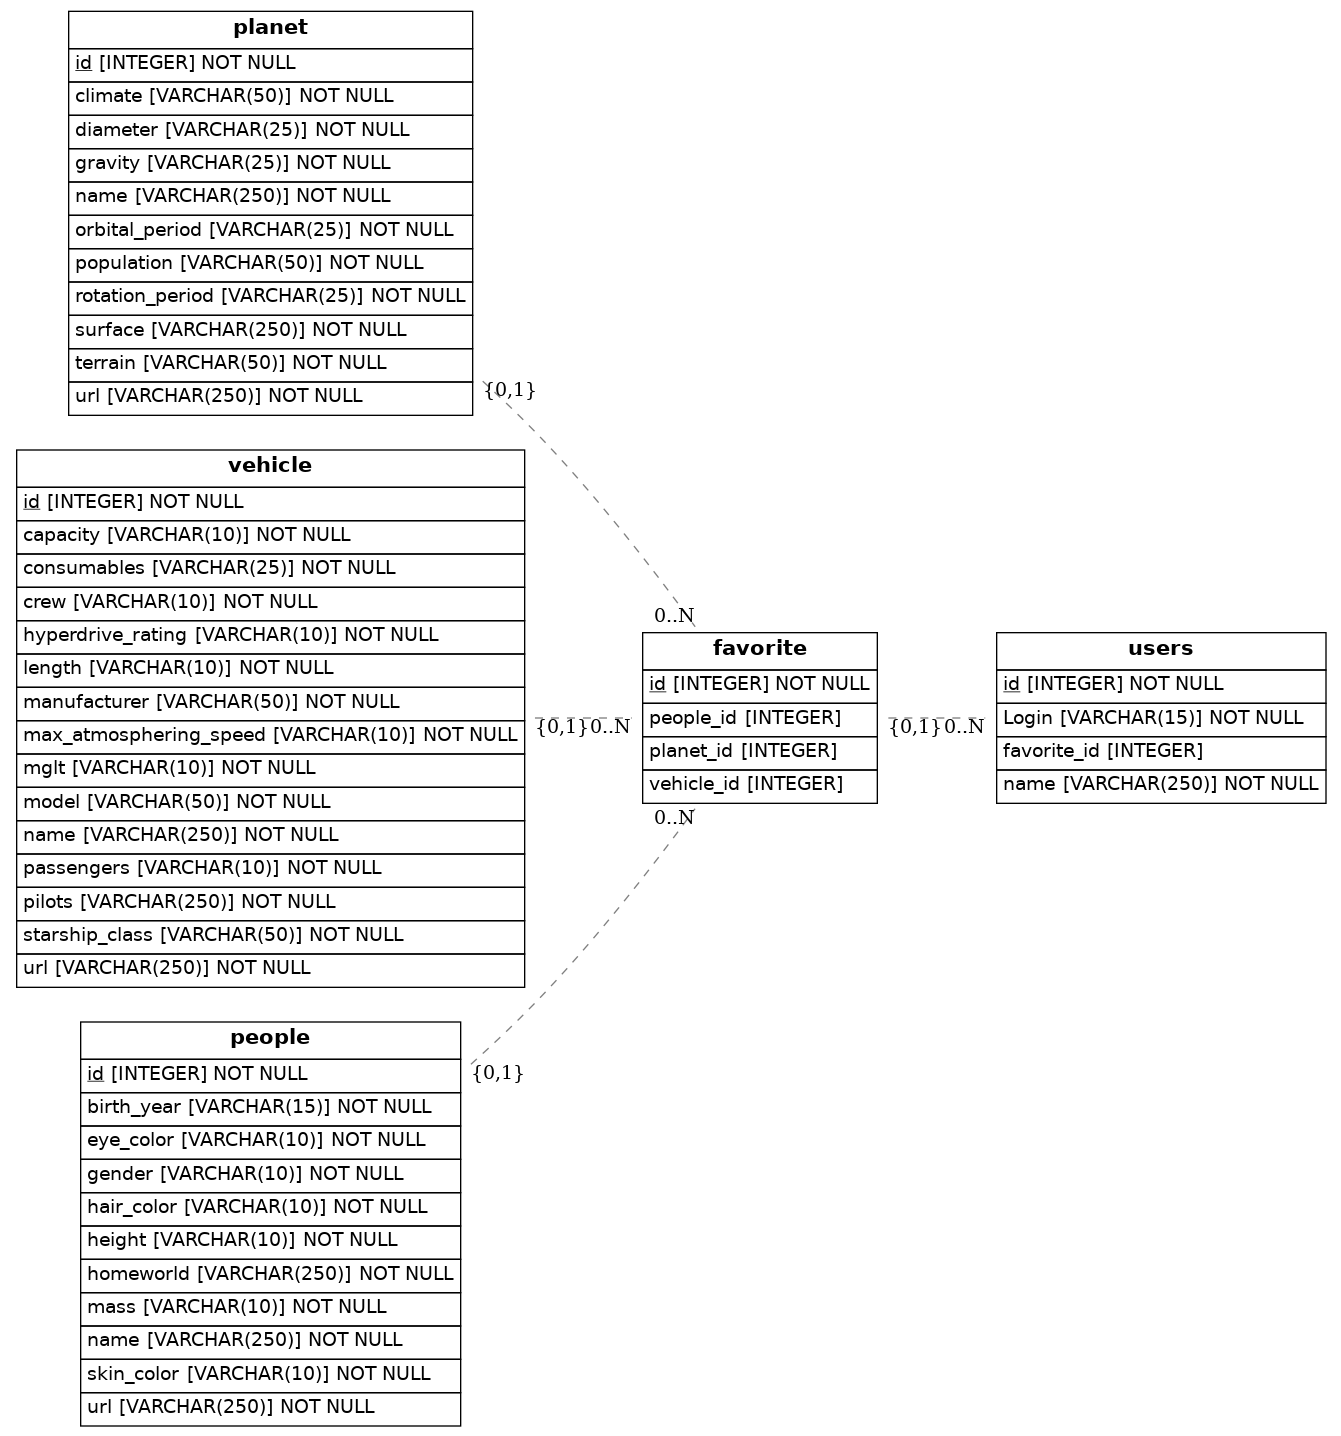 planet
id [INTEGER] NOT NULL
climate [VARCHAR(50)] NOT NULL
diameter [VARCHAR(25)] NOT NULL
gravity [VARCHAR(25)] NOT NULL
name [VARCHAR(250)] NOT NULL
orbital_period [VARCHAR(25)] NOT NULL
population [VARCHAR(50)] NOT NULL
rotation_period [VARCHAR(25)] NOT NULL
surface [VARCHAR(250)] NOT NULL
terrain [VARCHAR(50)] NOT NULL
url [VARCHAR(250)] NOT NULL
{0,1}
0..N
vehicle
id [INTEGER] NOT NULL
capacity [VARCHAR(10)] NOT NULL
consumables [VARCHAR(25)] NOT NULL
crew [VARCHAR(10)] NOT NULL
hyperdrive_rating [VARCHAR(10)] NOT NULL
length [VARCHAR(10)] NOT NULL
manufacturer [VARCHAR(50)] NOT NULL
max_atmosphering_speed [VARCHAR(10)] NOT NULL
mglt [VARCHAR(10)] NOT NULL
model [VARCHAR(50)] NOT NULL
name [VARCHAR(250)] NOT NULL
passengers [VARCHAR(10)] NOT NULL
pilots [VARCHAR(250)] NOT NULL
starship_class [VARCHAR(50)] NOT NULL
url [VARCHAR(250)] NOT NULL
{0,1}
0..N
favorite
id [INTEGER] NOT NULL
people_id [INTEGER]
planet_id [INTEGER]
vehicle_id [INTEGER]
{0,1}
0..N
users
id [INTEGER] NOT NULL
Login [VARCHAR(15)] NOT NULL
favorite_id [INTEGER]
name [VARCHAR(250)] NOT NULL
0..N
{0,1}
people
id [INTEGER] NOT NULL
birth_year [VARCHAR(15)] NOT NULL
eye_color [VARCHAR(10)] NOT NULL
gender [VARCHAR(10)] NOT NULL
hair_color [VARCHAR(10)] NOT NULL
height [VARCHAR(10)] NOT NULL
homeworld [VARCHAR(250)] NOT NULL
mass [VARCHAR(10)] NOT NULL
name [VARCHAR(250)] NOT NULL
skin_color [VARCHAR(10)] NOT NULL
url [VARCHAR(250)] NOT NULL